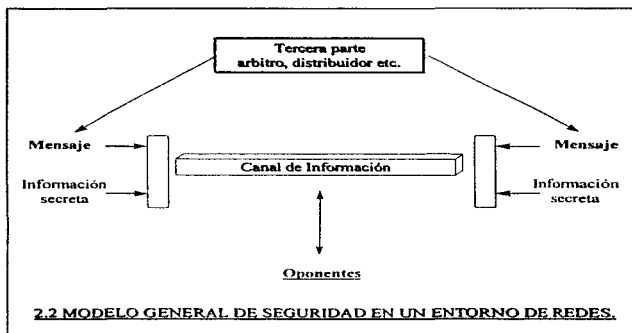 Tercera parte
arbitro, distribuidor etc.
Mensaje
Mensaje
Canal de Información
Información
secreta
Información
secreta
Oponentes
2.2 MODELO GENERAL DE SEGURIDAD EN UN ENTORNO DE REDES.